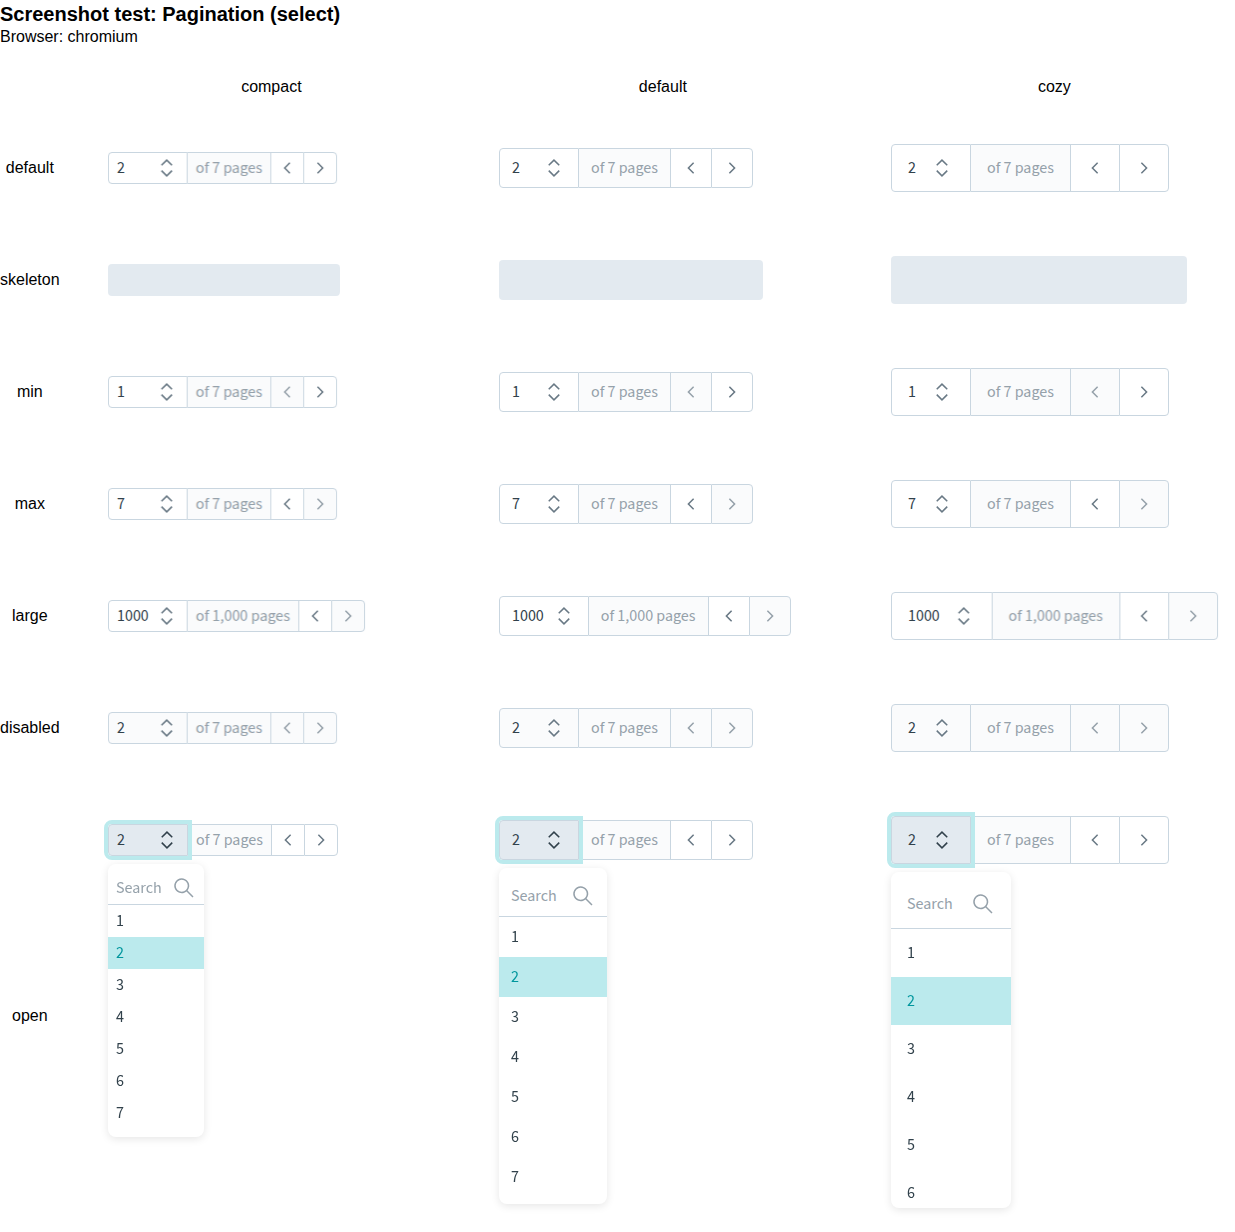 Screenshot test: Pagination (select)
Browser: chromium
compact default cozy
default 2 of 7 pages 2 of 7 pages 2 of 7 pages
skeleton
min 1 of 7 pages 1 of 7 pages 1 of 7 pages
max 7 of 7 pages 7 of 7 pages 7 of 7 pages
large 1000 of 1,000 pages 1000 of 1,000 pages 1000 of 1,000 pages
disabled 2 of 7 pages 2 of 7 pages 2 of 7 pages
open
2 of 7 pages
Search
1
2
3
4
5
6
7
2 of 7 pages
Search
1
2
3
4
5
6
7
2 of 7 pages
Search
1
2
3
4
5
6